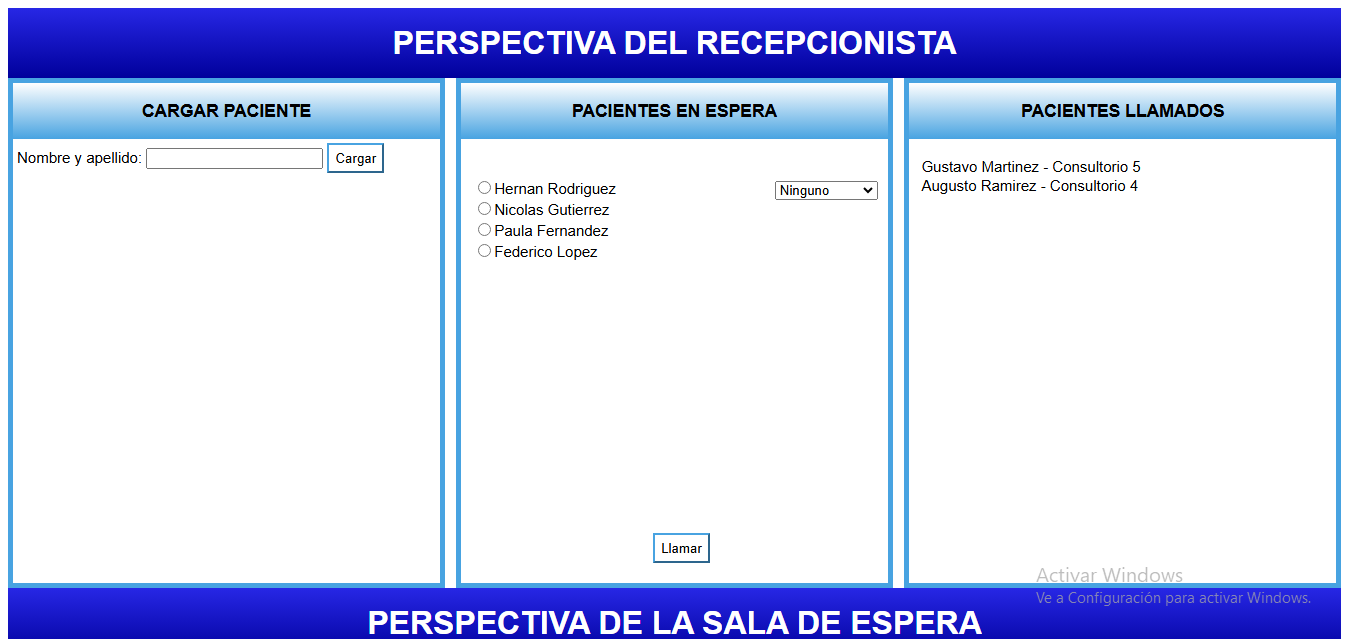 PERSPECTIVA DEL RECEPCIONISTA
CARGAR PACIENTE
Nombre y apellido:
Cargar
PACIENTES EN ESPERA
Hernan Rodriguez
Ninguno
Nicolas Gutierrez
Paula Fernandez
Federico Lopez
Llamar
PACIENTES LLAMADOS
Gustavo Martinez - Consultorio 5
Augusto Ramirez - Consultorio 4
Activar Windows
Ve a Configuración para activar Windows.
PERSPECTIVA DE LA SALA DE ESPERA